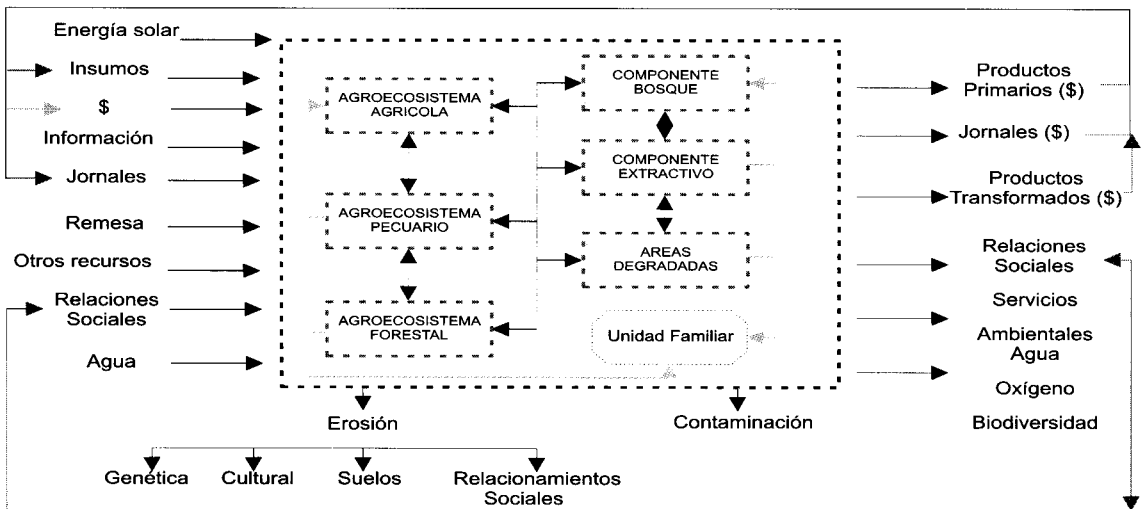 Energía solar
Insumos
$
Información
Jornales
Remesa
Otros recursos
Relaciones
Sociales
Agua
AGROECOSISTEMA
AGRICOLA
AGROECOSISTEMA
PECUARIO
AGROECOSISTEMA
FORESTAL
COMPONENTE
BOSQUE
COMPONENTE
EXTRACTIVO
AREAS
DEGRADADAS
Unidad Familiar
Productos
Primarios ($)
Jornales ($)
Productos
Transformados ($)
Relaciones
Sociales
Servicios
Ambientales
Agua
Oxígeno
Biodiversidad
Erosión
Contaminación
Genética
Cultural
Suelos
Relacionamientos
Sociales